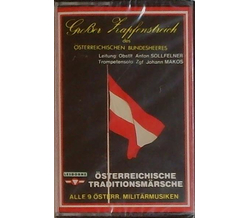 Großer Zapfenstreich
des
ÖSTERREICHISCHEN BUNDESHEERES
Leitung: Obstlt Anton SOLLFELNER
Trompetensolo: Zgf Johann MAKOS
ÖSTERREICHISCHE
TRADITIONSMÄRSCHE
ALLE 9 ÖSTERR. MILITÄRMUSIKEN